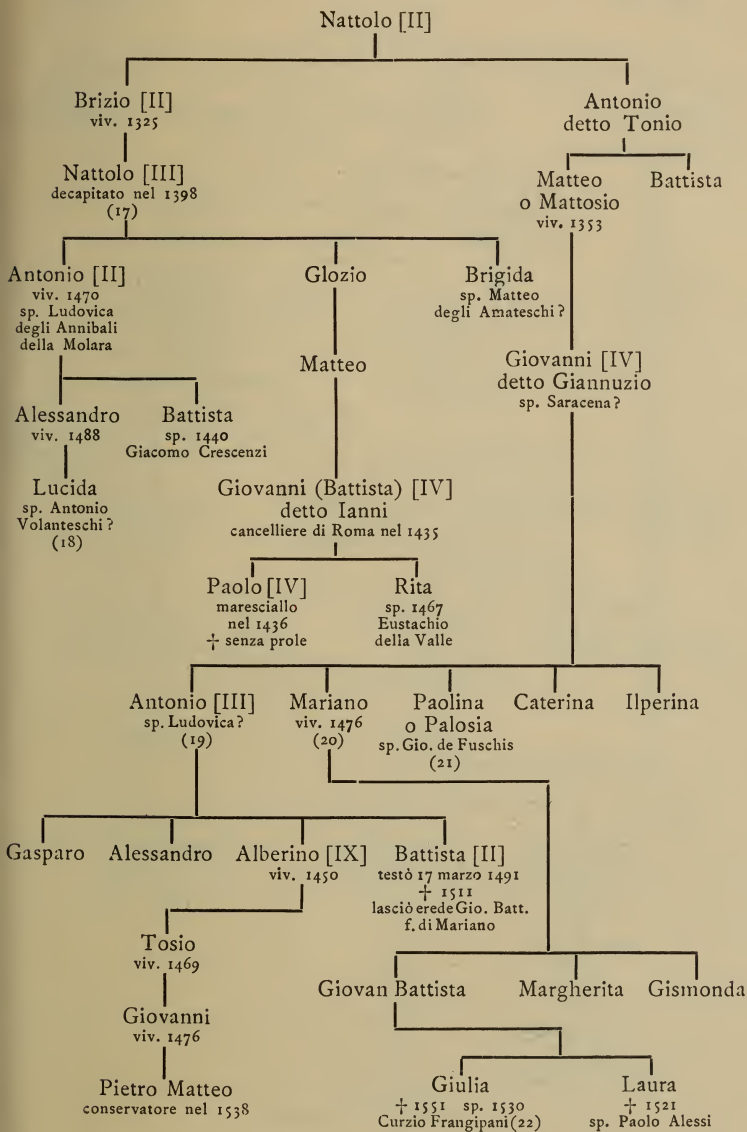 Nattolo [II]
Brizio [II]
viv. 1325
Antonio
detto Tonio
Nattolo [III]
decapitato nel 1398
(17)
Matteo
o Mattosio
viv. 1353
Battista
Antonio [II]
viv. 1470
sp. Ludovica
degli Annibali
della Molara
Glozio
Brigida
sp. Matteo
degli Amateschi?
Matteo
Giovanni [IV]
detto Giannuzio
sp. Saracena?
Alessandro
viv. 1488
Battista
sp. 1440
Giacomo Crescenzi
Lucida
sp. Antonio
Volanteschi?
(18)
Giovanni (Battista) [IV]
detto Ianni
cancelliere di Roma nel 1435
Paolo [IV]
maresciallo
nel 1436
† senza prole
Rita
sp. 1467
Eustachio
della Valle
Antonio [III]
sp. Ludovica?
(19)
Mariano
viv. 1476
(20)
Paolina
o Palosia
sp. Gio. de Fuschis
(21)
Caterina
Ilperina
Gasparo
Alessandro
Alberino [IX]
viv. 1450
Battista [II]
testò 17 marzo 1491
† 1511
lasciò erede Gio. Batt.
f. di Mariano
Tosio
viv. 1469
Giovan Battista
Margherita
Gismonda
Giovanni
viv. 1476
Pietro Matteo
conservatore nel 1538
Giulia
† 1551 sp. 1530
Curzio Frangipani (22)
Laura
† 1521
sp. Paolo Alessi